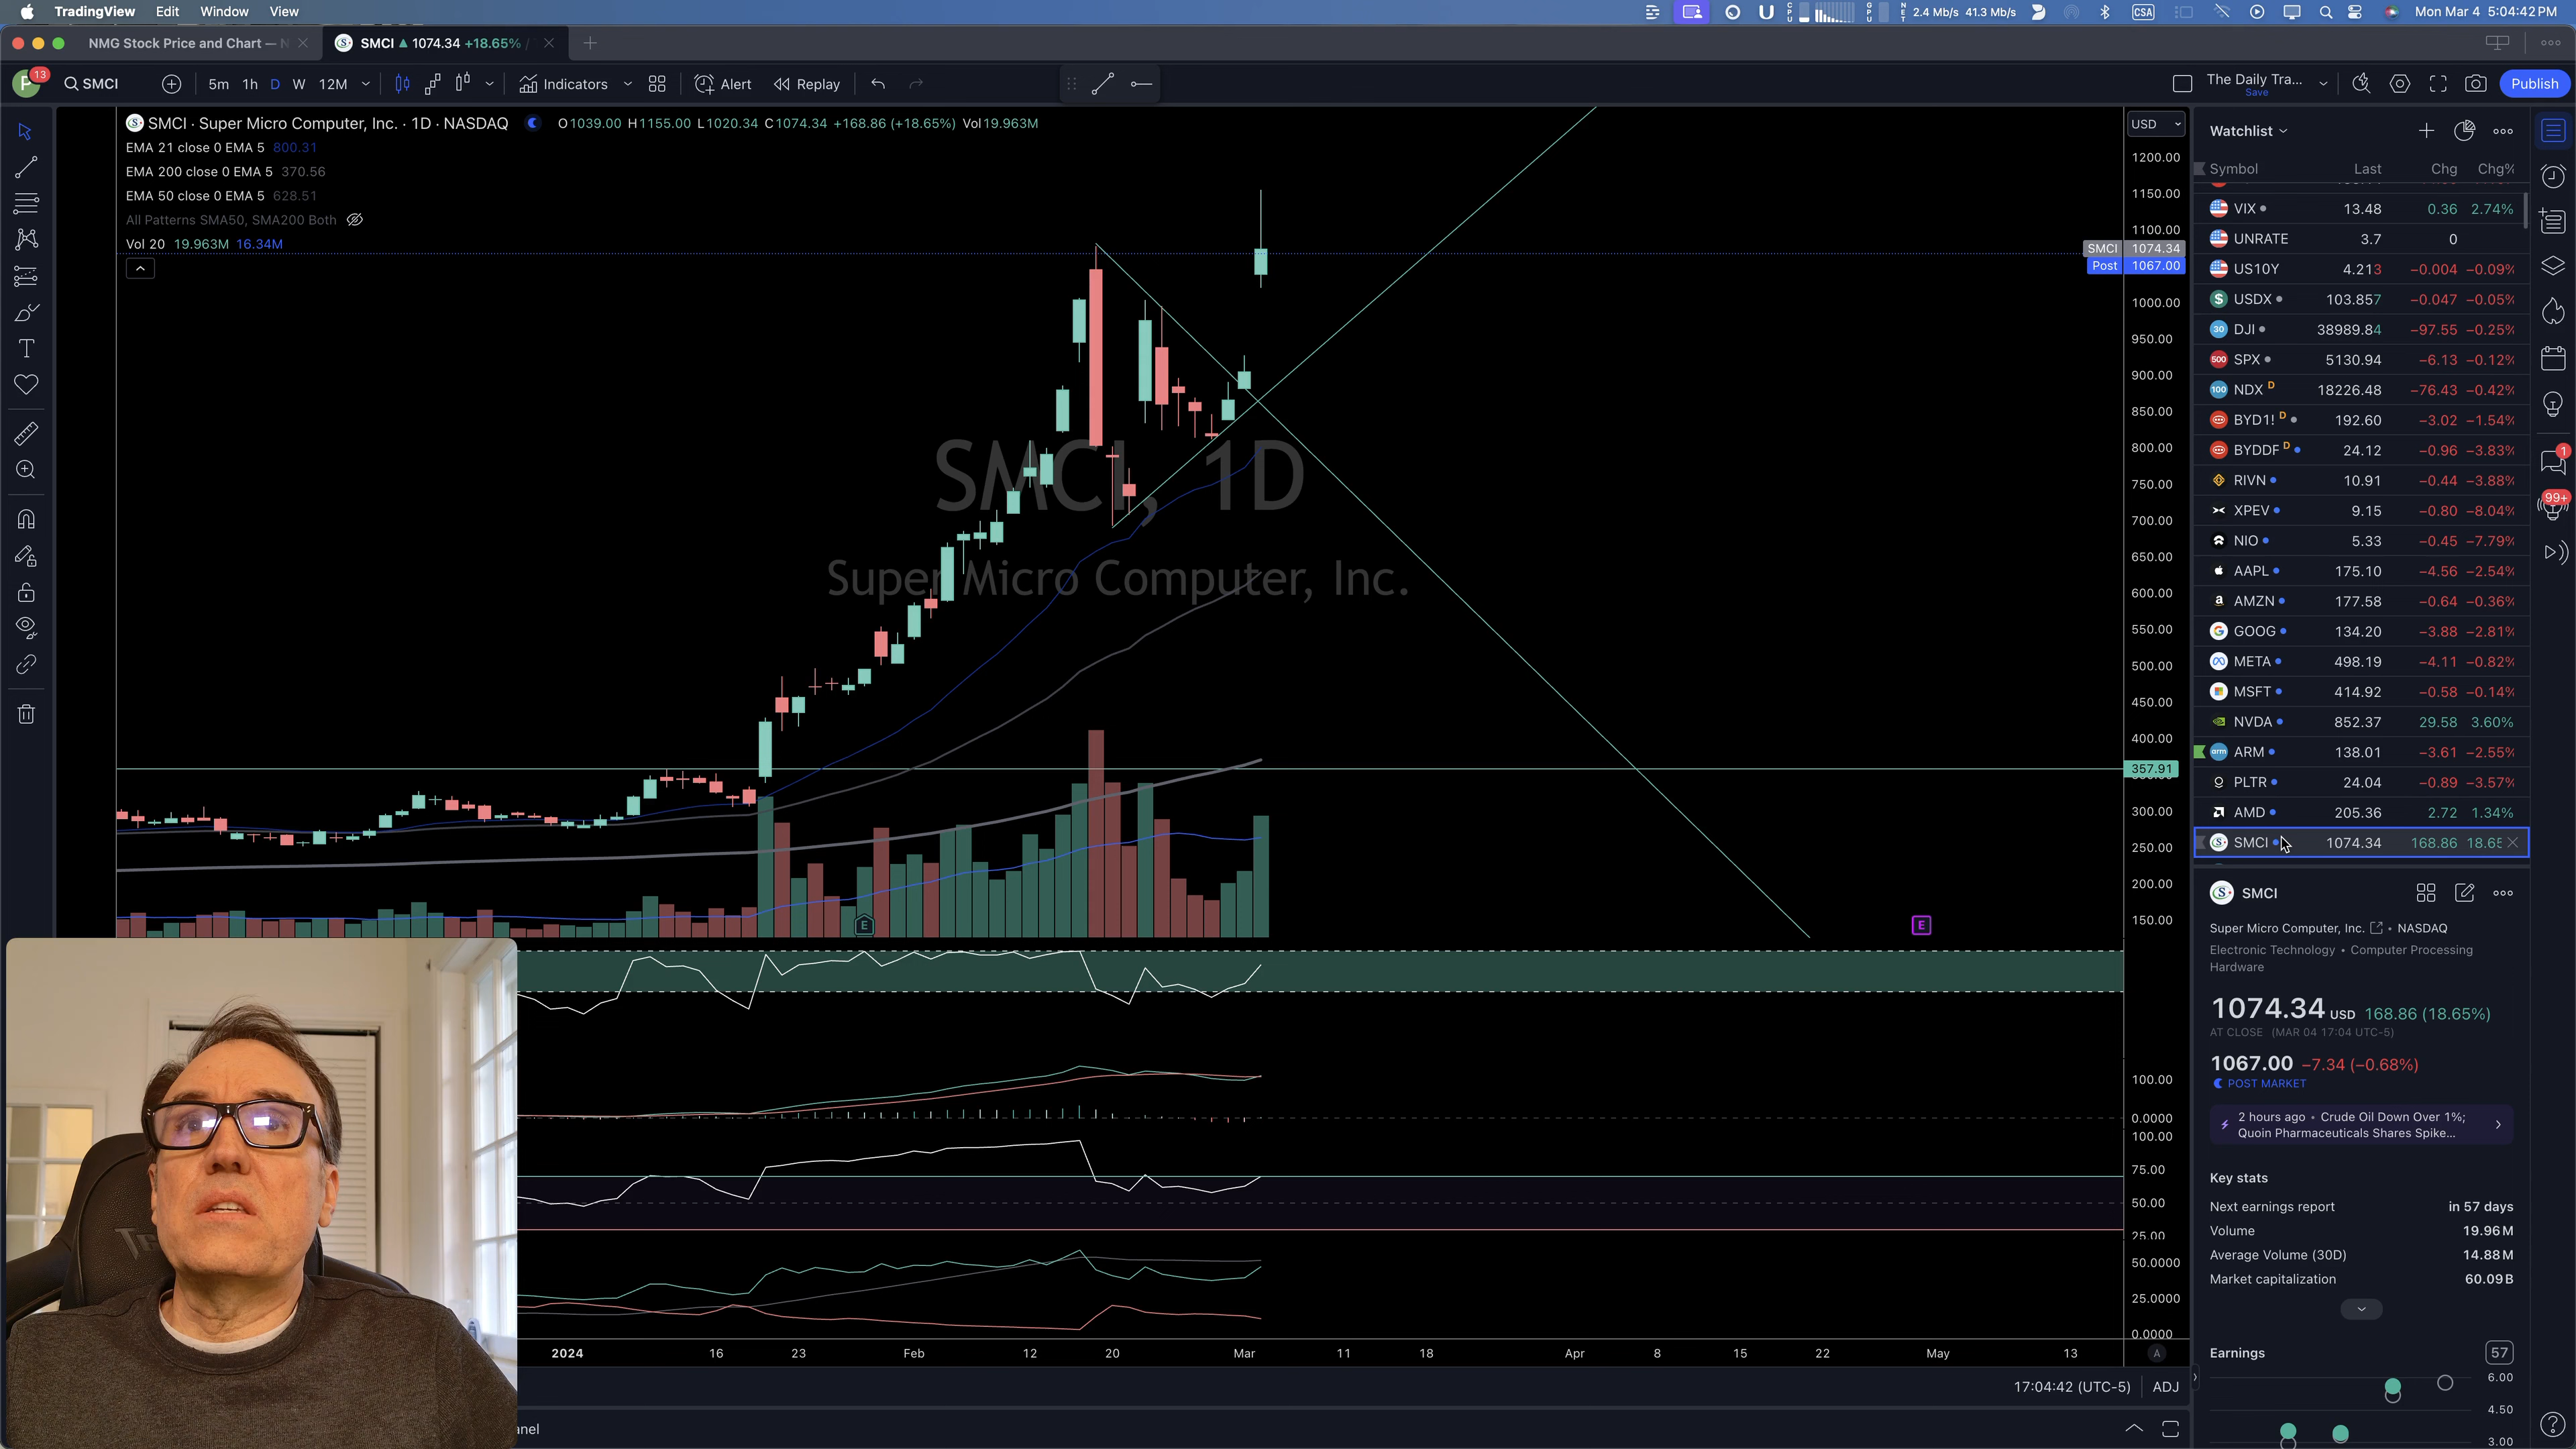 TradingView Edit Window View
CPU GPU NET 2.4 Mb/s 41.3 Mb/s CSA Mon Mar 4 5:04:42 PM
NMG Stock Price and Chart — N
SMCI ▲ 1074.34 +18.65% /
P 13 SMCI 5m 1h D W 12M Indicators Alert Replay
The Daily Tra...
Save
Publish
SMCI · Super Micro Computer, Inc. · 1D · NASDAQ O1039.00 H1155.00 L1020.34 C1074.34 +168.86 (+18.65%) Vol19.963M
EMA 21 close 0 EMA 5 800.31
EMA 200 close 0 EMA 5 370.56
EMA 50 close 0 EMA 5 628.51
All Patterns SMA50, SMA200 Both
Vol 20 19.963M 16.34M
SMCI, 1D
Super Micro Computer, Inc.
USD
1200.00
1150.00
1100.00
SMCI 1074.34
Post 1067.00
1000.00
950.00
900.00
850.00
800.00
750.00
700.00
650.00
600.00
550.00
500.00
450.00
400.00
357.91
300.00
250.00
200.00
150.00
E E
100.00
0.0000
100.00
75.00
50.00
25.00
50.0000
25.0000
0.0000
2024 16 23 Feb 12 20 Mar 11 18 Apr 8 15 22 May 13 A
17:04:42 (UTC-5) ADJ
anel
Watchlist
Symbol Last Chg Chg%
VIX 13.48 0.36 2.74%
UNRATE 3.7 0
US10Y 4.213 −0.004 −0.09%
USDX 103.857 −0.047 −0.05%
30 DJI 38989.84 −97.55 −0.25%
500 SPX 5130.94 −6.13 −0.12%
100 NDX D 18226.48 −76.43 −0.42%
BYD1! D 192.60 −3.02 −1.54%
BYDDF D 24.12 −0.96 −3.83%
RIVN 10.91 −0.44 −3.88%
XPEV 9.15 −0.80 −8.04%
NIO 5.33 −0.45 −7.79%
AAPL 175.10 −4.56 −2.54%
AMZN 177.58 −0.64 −0.36%
GOOG 134.20 −3.88 −2.81%
META 498.19 −4.11 −0.82%
MSFT 414.92 −0.58 −0.14%
NVDA 852.37 29.58 3.60%
arm ARM 138.01 −3.61 −2.55%
PLTR 24.04 −0.89 −3.57%
AMD 205.36 2.72 1.34%
SMCI 1074.34 168.86 18.65
SMCI
Super Micro Computer, Inc. • NASDAQ
Electronic Technology • Computer Processing
Hardware
1074.34 USD 168.86 (18.65%)
AT CLOSE (MAR 04 17:04 UTC-5)
1067.00 −7.34 (−0.68%)
POST MARKET
2 hours ago • Crude Oil Down Over 1%;
Quoin Pharmaceuticals Shares Spike...
Key stats
Next earnings report in 57 days
Volume 19.96M
Average Volume (30D) 14.88M
Market capitalization 60.09B
Earnings 57
6.00
4.50
3.00
1
99+